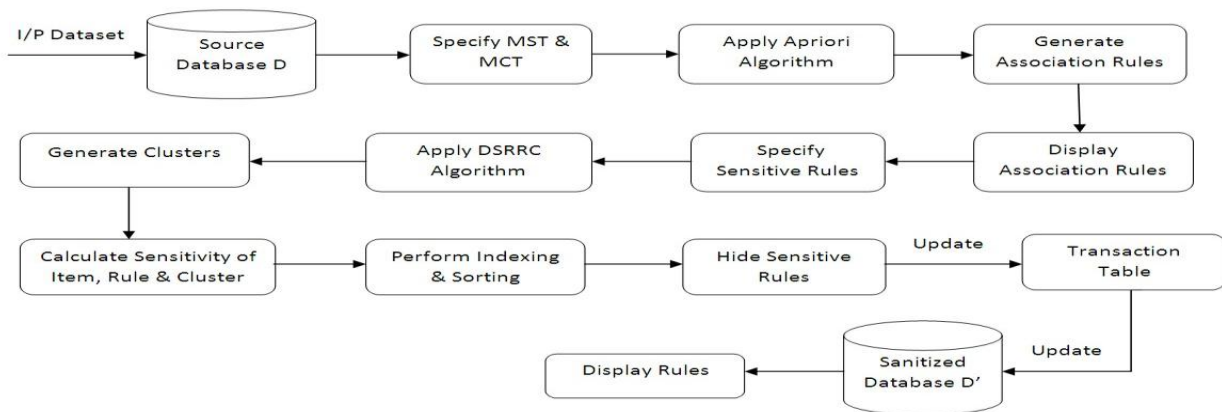 I/P Dataset
Source
Database D
Specify MST &
MCT
Apply Apriori
Algorithm
Generate
Association Rules
Display
Association Rules
Specify
Sensitive Rules
Apply DSRRC
Algorithm
Generate Clusters
Calculate Sensitivity of
Item, Rule & Cluster
Perform Indexing
& Sorting
Hide Sensitive
Rules
Update
Transaction
Table
Update
Sanitized
Database D’
Display Rules